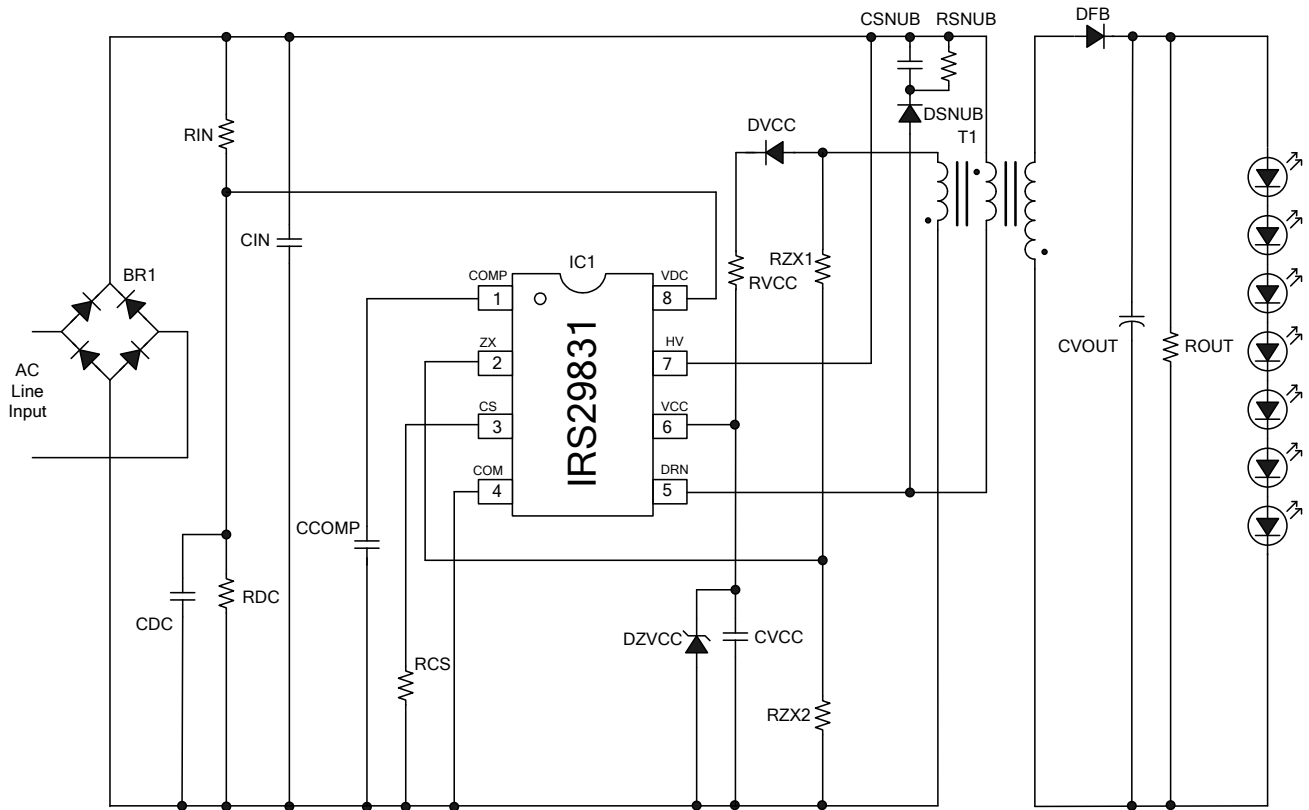 CSNUB
RSNUB
DFB
RIN
DVCC
DSNUB
T1
CIN
BR1
RVCC
RZX1
IC1
COMP
1
VDC
8
ZX
2
HV
7
CS
3
VCC
6
COM
4
DRN
5
IRS29831
AC
Line
Input
CVOUT
ROUT
CCOMP
CDC
RDC
RCS
DZVCC
CVCC
RZX2